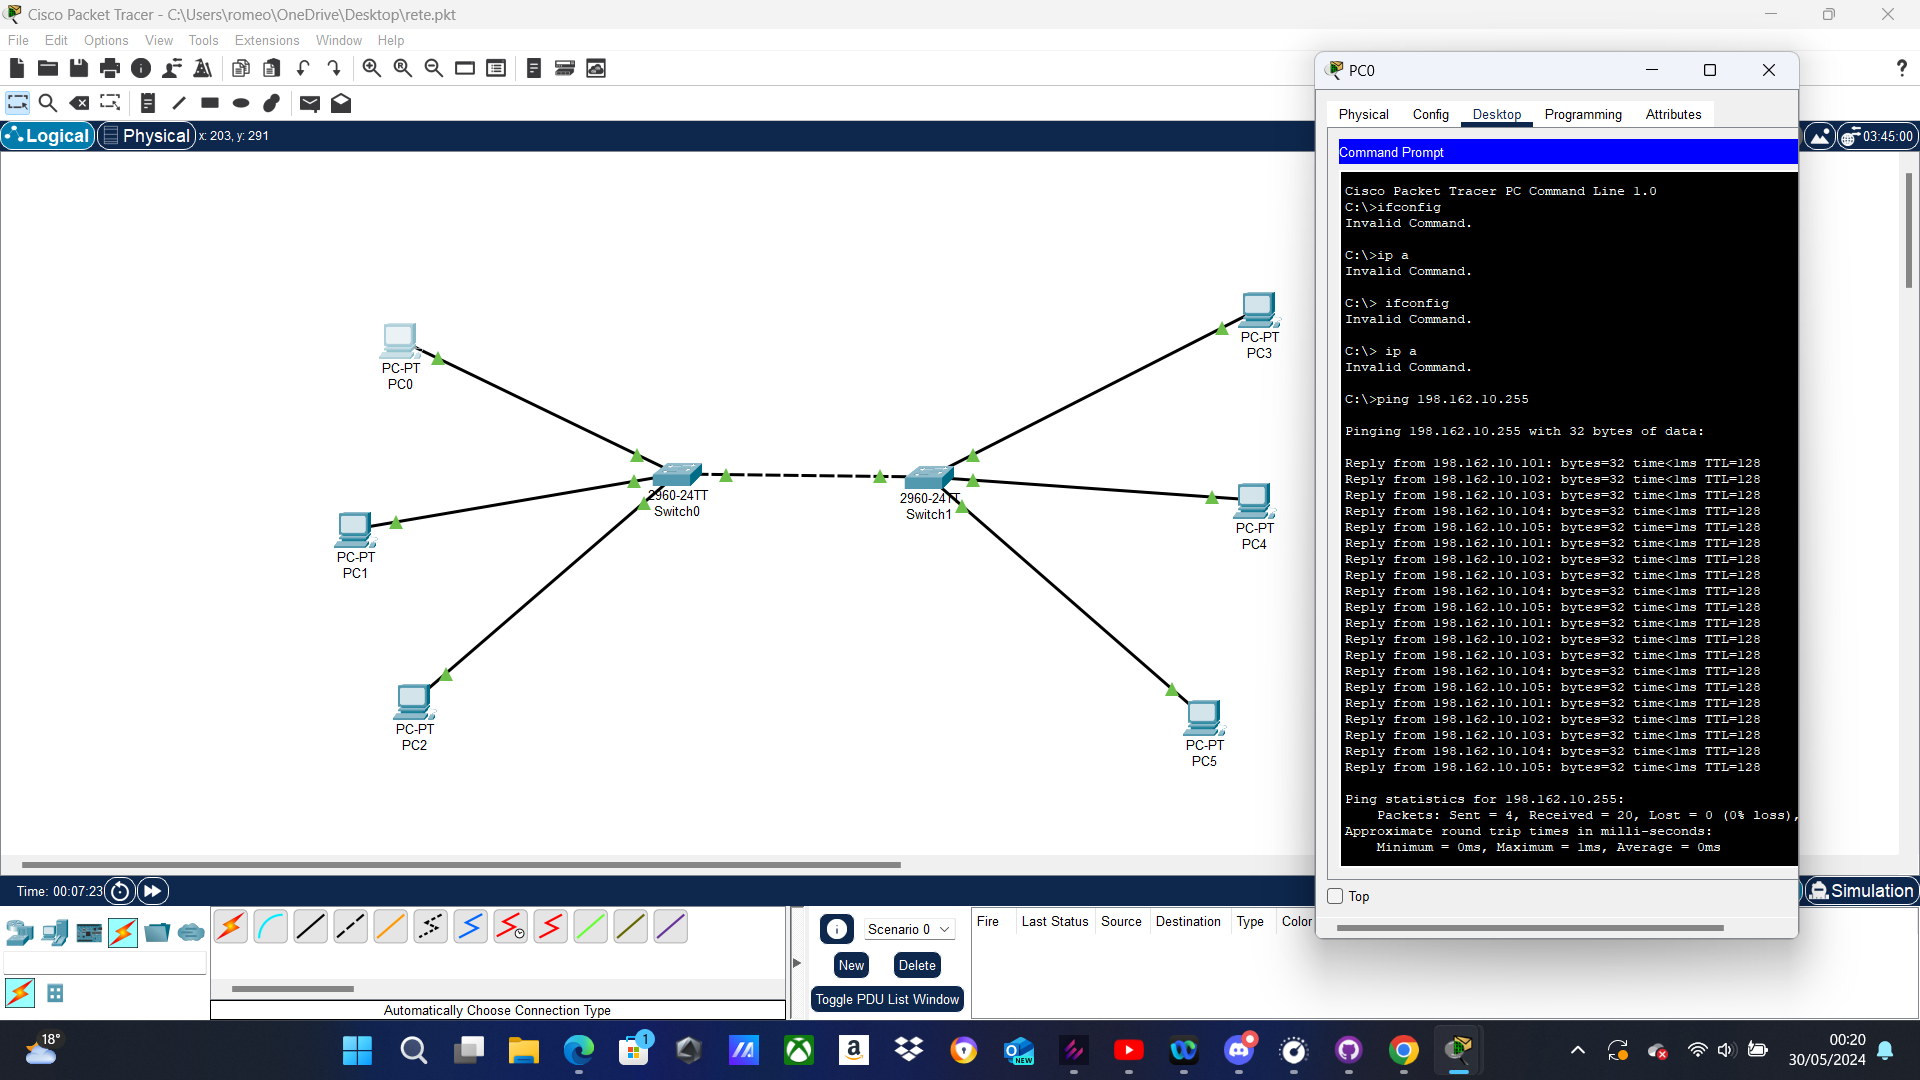 Cisco Packet Tracer - C:\Users\romeo\OneDrive\Desktop\rete.pkt
File Edit Options View Tools Extensions Window Help
Logical Physical x: 203, y: 291
03:45:00
PC-PT
PC0
PC-PT
PC1
PC-PT
PC2
2960-24TT
Switch0
2960-24TT
Switch1
PC-PT
PC3
PC-PT
PC4
PC-PT
PC5
PC0
Physical Config Desktop Programming Attributes
Command Prompt
Cisco Packet Tracer PC Command Line 1.0
C:\>ifconfig
Invalid Command.
C:\>ip a
Invalid Command.
C:\> ifconfig
Invalid Command.
C:\> ip a
Invalid Command.
C:\>ping 198.162.10.255
Pinging 198.162.10.255 with 32 bytes of data:
Reply from 198.162.10.101: bytes=32 time<1ms TTL=128
Reply from 198.162.10.102: bytes=32 time<1ms TTL=128
Reply from 198.162.10.103: bytes=32 time<1ms TTL=128
Reply from 198.162.10.104: bytes=32 time<1ms TTL=128
Reply from 198.162.10.105: bytes=32 time=1ms TTL=128
Reply from 198.162.10.101: bytes=32 time<1ms TTL=128
Reply from 198.162.10.102: bytes=32 time<1ms TTL=128
Reply from 198.162.10.103: bytes=32 time<1ms TTL=128
Reply from 198.162.10.104: bytes=32 time<1ms TTL=128
Reply from 198.162.10.105: bytes=32 time<1ms TTL=128
Reply from 198.162.10.101: bytes=32 time<1ms TTL=128
Reply from 198.162.10.102: bytes=32 time<1ms TTL=128
Reply from 198.162.10.103: bytes=32 time<1ms TTL=128
Reply from 198.162.10.104: bytes=32 time<1ms TTL=128
Reply from 198.162.10.105: bytes=32 time<1ms TTL=128
Reply from 198.162.10.101: bytes=32 time<1ms TTL=128
Reply from 198.162.10.102: bytes=32 time<1ms TTL=128
Reply from 198.162.10.103: bytes=32 time<1ms TTL=128
Reply from 198.162.10.104: bytes=32 time<1ms TTL=128
Reply from 198.162.10.105: bytes=32 time<1ms TTL=128
Ping statistics for 198.162.10.255:
Packets: Sent = 4, Received = 20, Lost = 0 (0% loss),
Approximate round trip times in milli-seconds:
Minimum = 0ms, Maximum = 1ms, Average = 0ms
Top
Time: 00:07:23
Simulation
Scenario 0
New Delete
Toggle PDU List Window
Fire Last Status Source Destination Type Color
Automatically Choose Connection Type
18°
1
NEW
00:20
30/05/2024